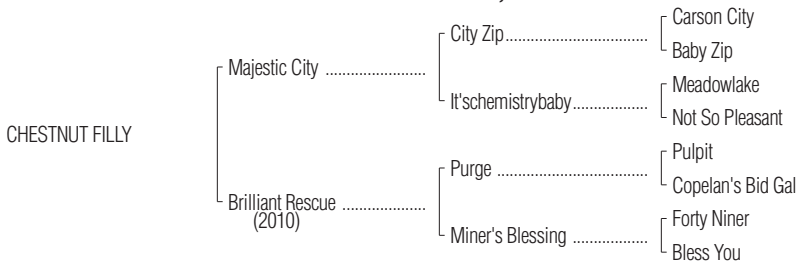 Carson City
City Zip
Baby Zip
Majestic City
Meadowlake
It'schemistrybaby
Not So Pleasant
CHESTNUT FILLY
Pulpit
Purge
Copelan's Bid Gal
Brilliant Rescue
(2010)
Forty Niner
Miner's Blessing
Bless You